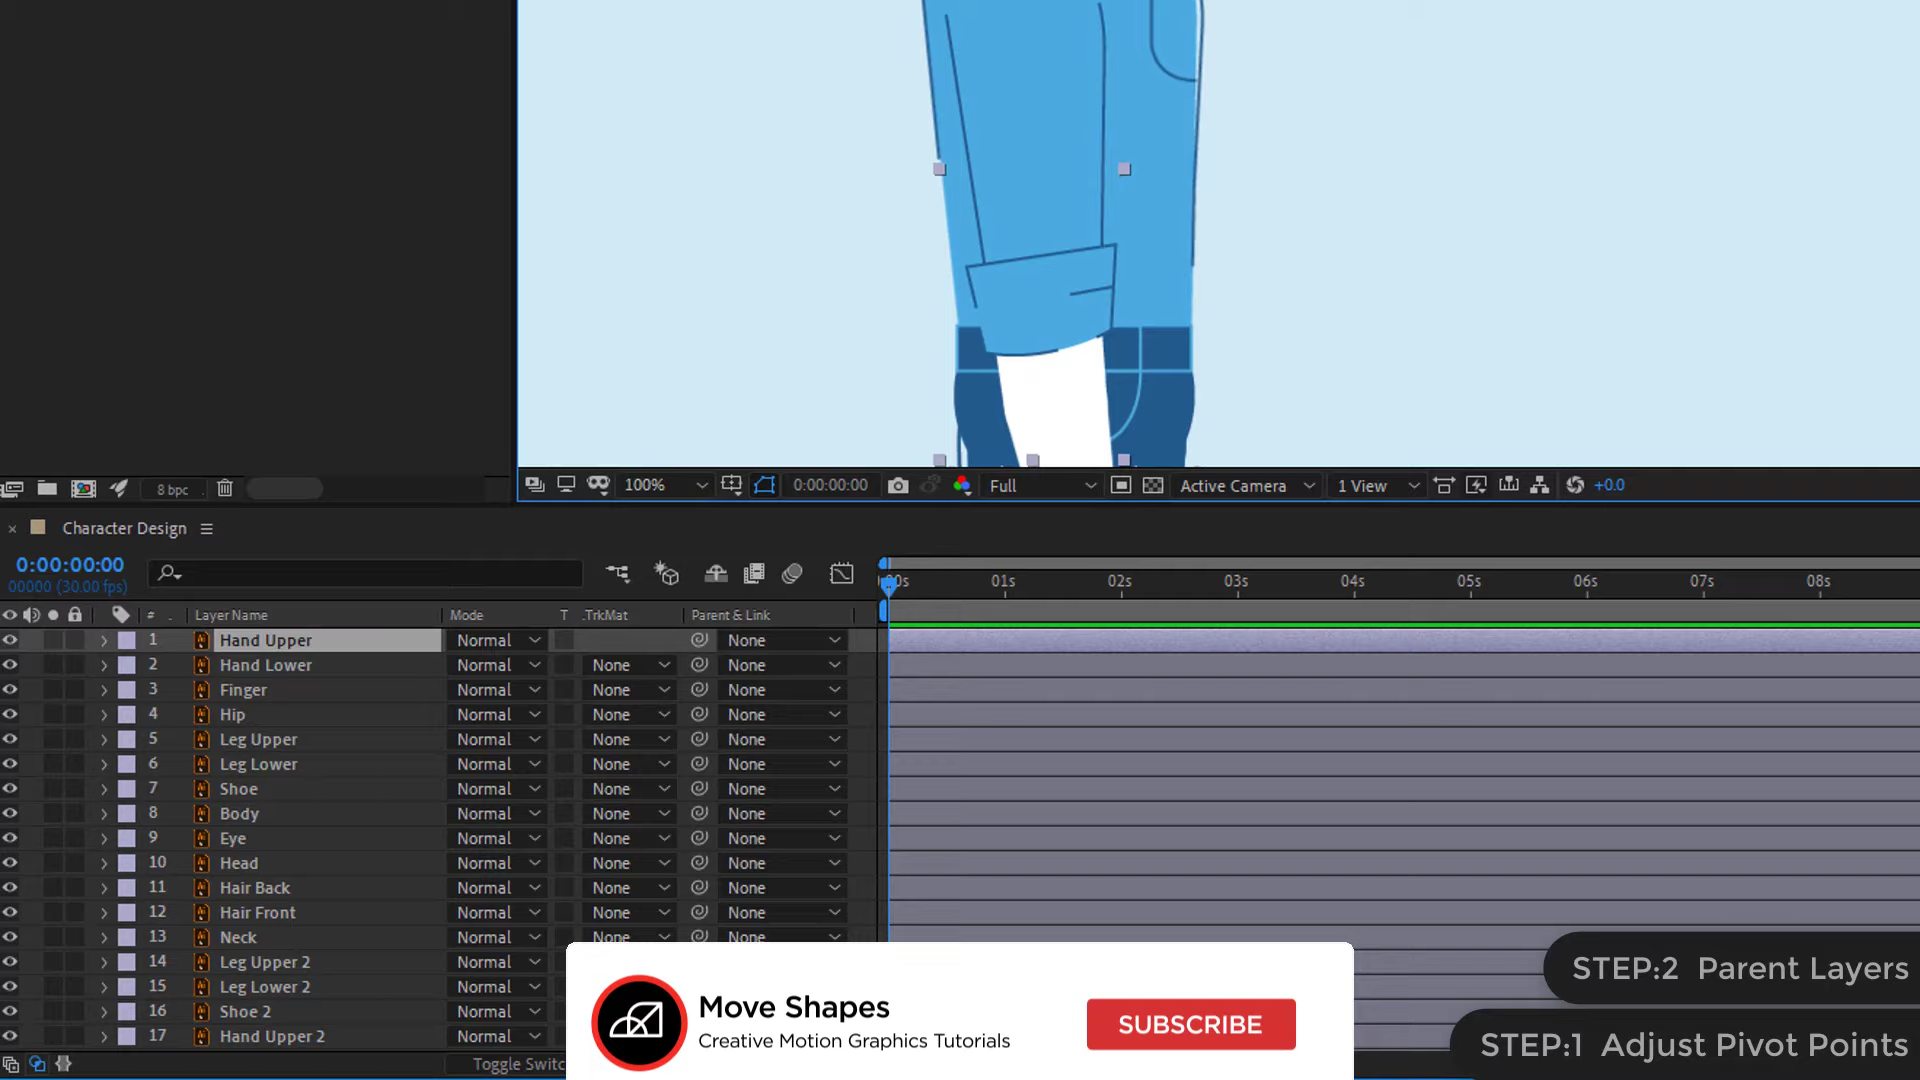 8 bpc
100% 0:00:00:00 Full Active Camera 1 View +0.0
Character Design
0:00:00:00
00000 (30.00 fps)
00s 01s 02s 03s 04s 05s 06s 07s 08s
# Layer Name Mode T .TrkMat Parent & Link
1 Hand Upper Normal None
2 Hand Lower Normal None None
3 Finger Normal None None
4 Hip Normal None None
5 Leg Upper Normal None None
6 Leg Lower Normal None None
7 Shoe Normal None None
8 Body Normal None None
9 Eye Normal None None
10 Head Normal None None
11 Hair Back Normal None None
12 Hair Front Normal None None
13 Neck Normal None None
14 Leg Upper 2 Normal
15 Leg Lower 2 Normal
16 Shoe 2 Normal
17 Hand Upper 2 Normal
Toggle Switc
Move Shapes
Creative Motion Graphics Tutorials
SUBSCRIBE
STEP:2 Parent Layers
STEP:1 Adjust Pivot Points